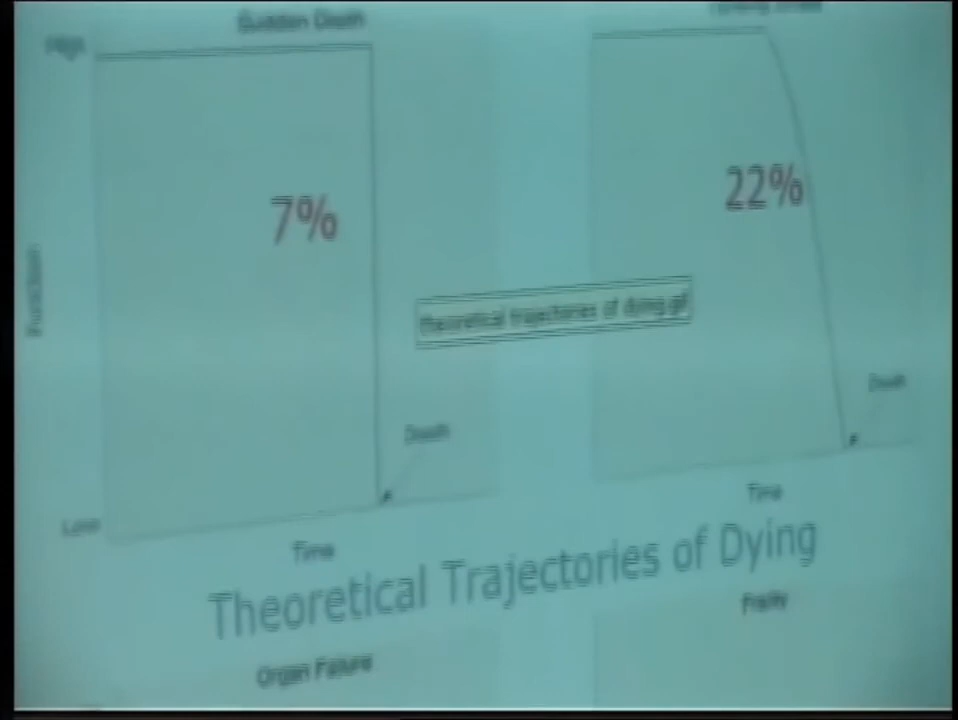 Sudden Death
High
7%
22%
Function
theoretical trajectories of dying.gif
Death
Death
Low
Time
Time
Theoretical Trajectories of Dying
Frailty
Organ Failure